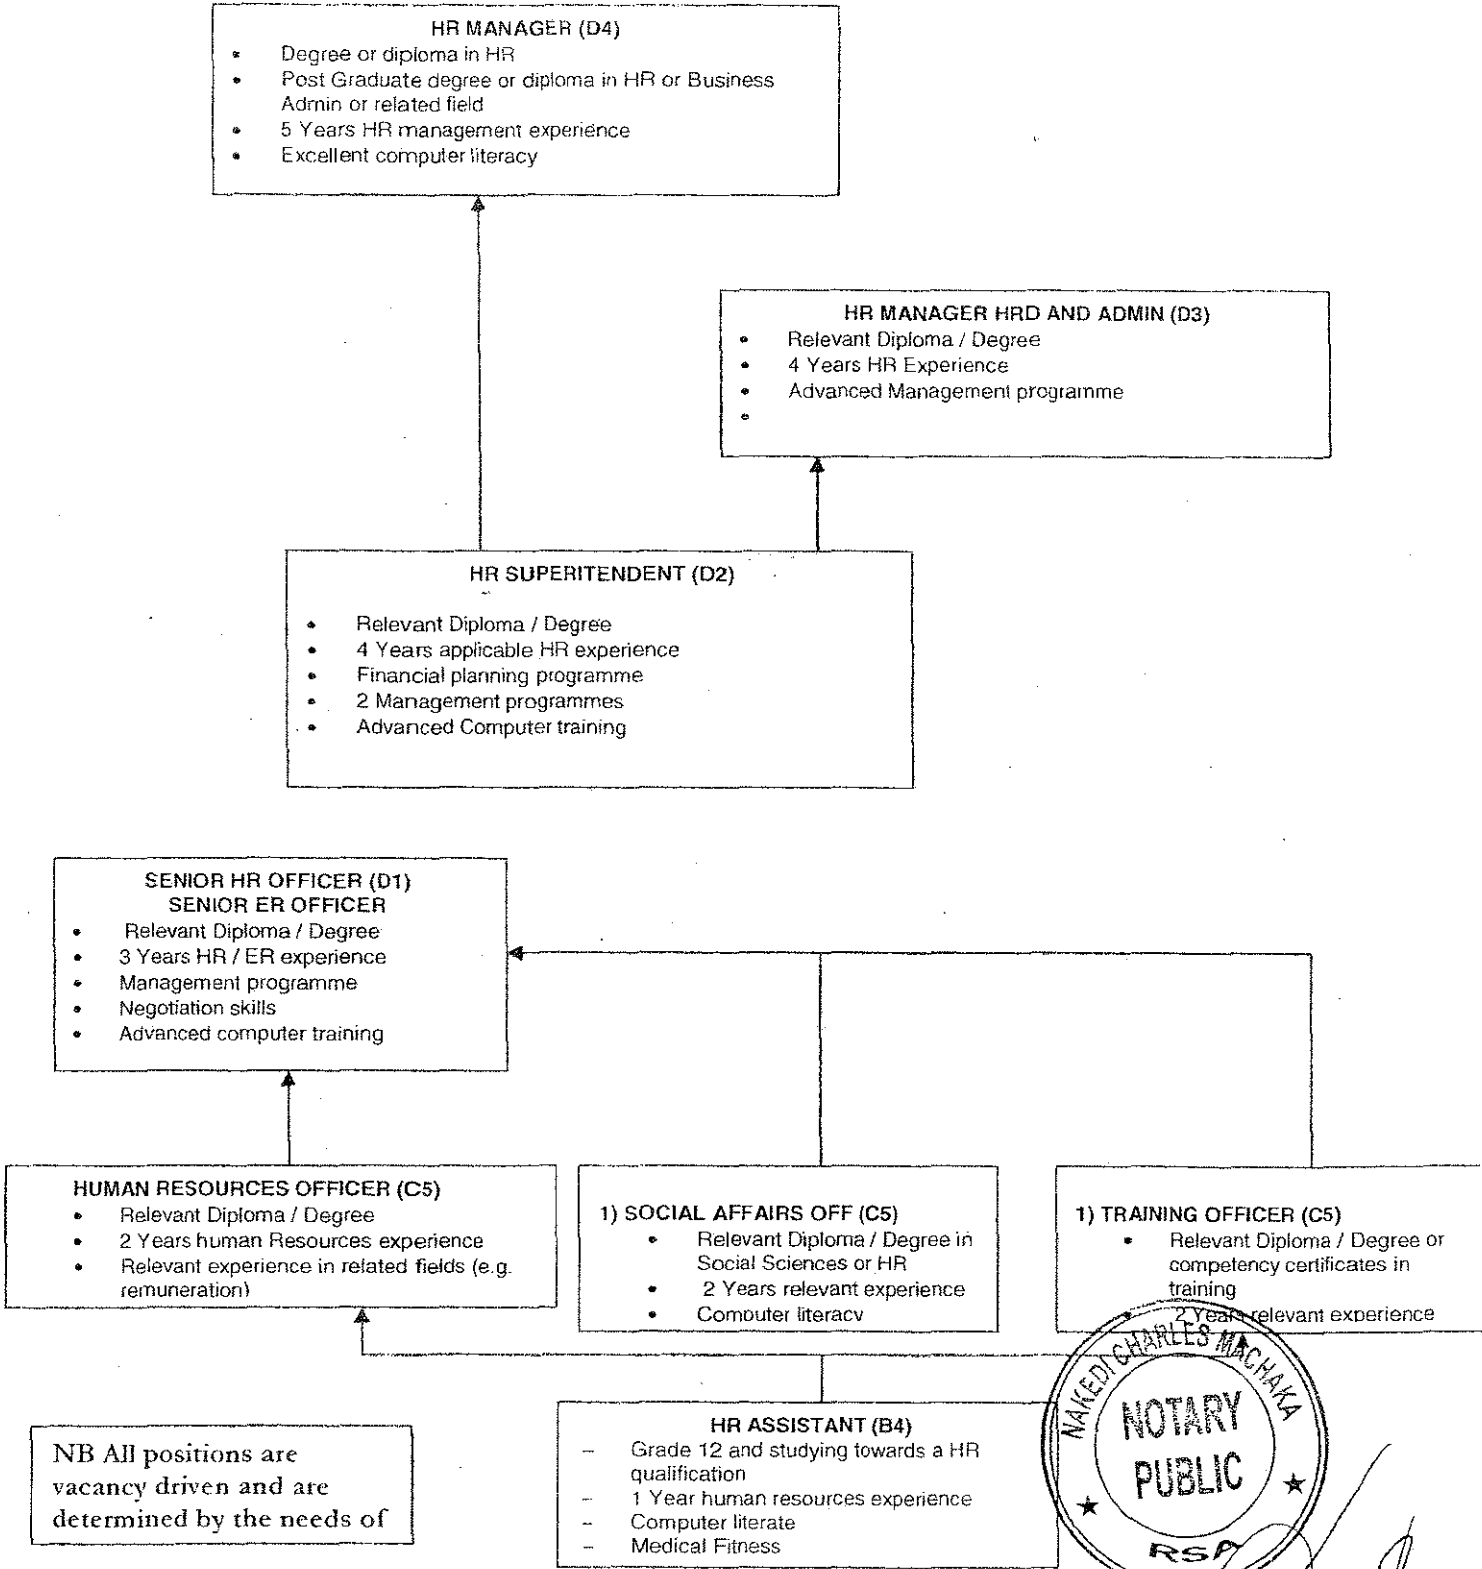 HR MANAGER (D4)
• Degree or diploma in HR
• Post Graduate degree or diploma in HR or Business
Admin or related field
• 5 Years HR management experience
• Excellent computer literacy
HR MANAGER HRD AND ADMIN (D3)
• Relevant Diploma / Degree
• 4 Years HR Experience
• Advanced Management programme
•
HR SUPERITENDENT (D2)
• Relevant Diploma / Degree
• 4 Years applicable HR experience
• Financial planning programme
• 2 Management programmes
• Advanced Computer training
SENIOR HR OFFICER (D1)
SENIOR ER OFFICER
• Relevant Diploma / Degree
• 3 Years HR / ER experience
• Management programme
• Negotiation skills
• Advanced computer training
HUMAN RESOURCES OFFICER (C5)
• Relevant Diploma / Degree
• 2 Years human Resources experience
• Relevant experience in related fields (e.g.
remuneration)
1) SOCIAL AFFAIRS OFF (C5)
• Relevant Diploma / Degree in
Social Sciences or HR
• 2 Years relevant experience
• Computer literacy
1) TRAINING OFFICER (C5)
• Relevant Diploma / Degree or
competency certificates in
training
• 2 Years relevant experience
HR ASSISTANT (B4)
– Grade 12 and studying towards a HR
qualification
– 1 Year human resources experience
– Computer literate
– Medical Fitness
NB All positions are
vacancy driven and are
determined by the needs of
NAKEDI CHARLES MACHAKA
NOTARY
PUBLIC
RSA